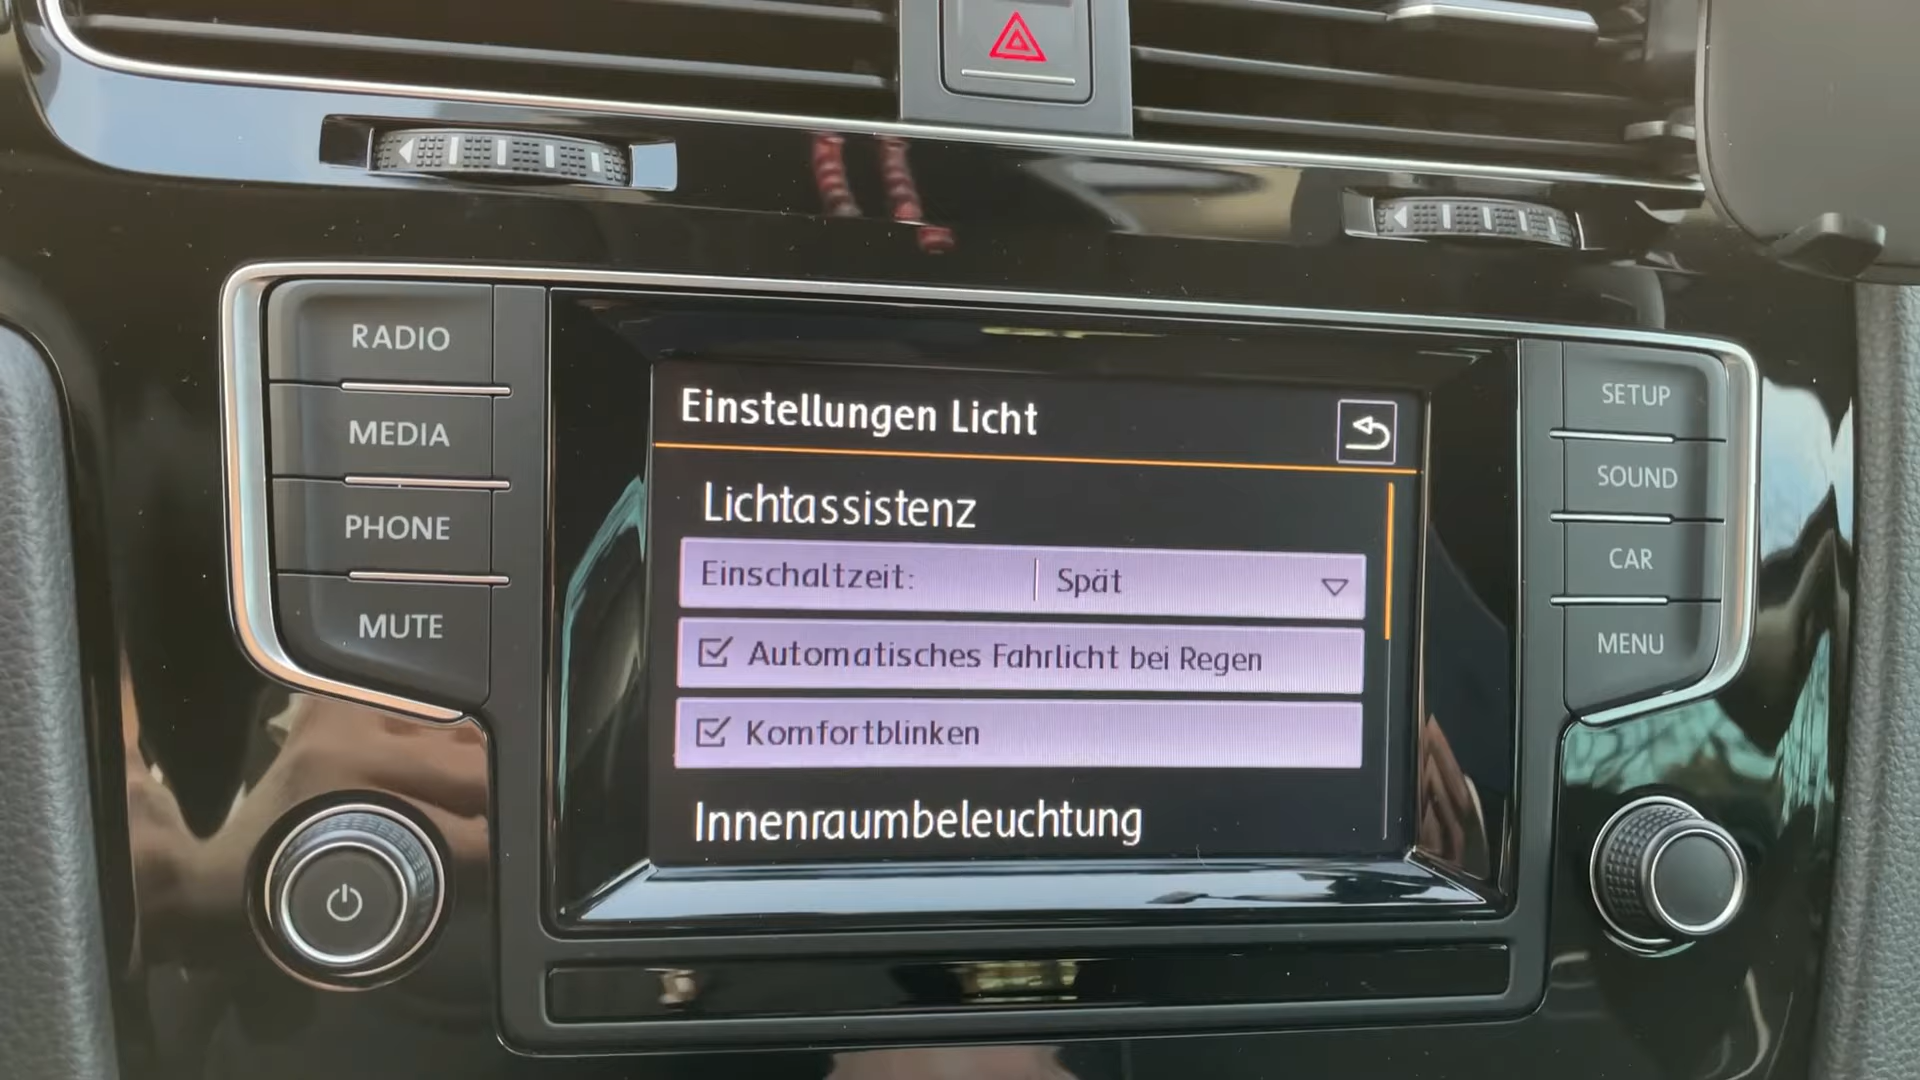 RADIO
MEDIA
PHONE
MUTE
Einstellungen Licht
Lichtassistenz
Einschaltzeit: Spät
Automatisches Fahrlicht bei Regen
Komfortblinken
Innenraumbeleuchtung
SETUP
SOUND
CAR
MENU